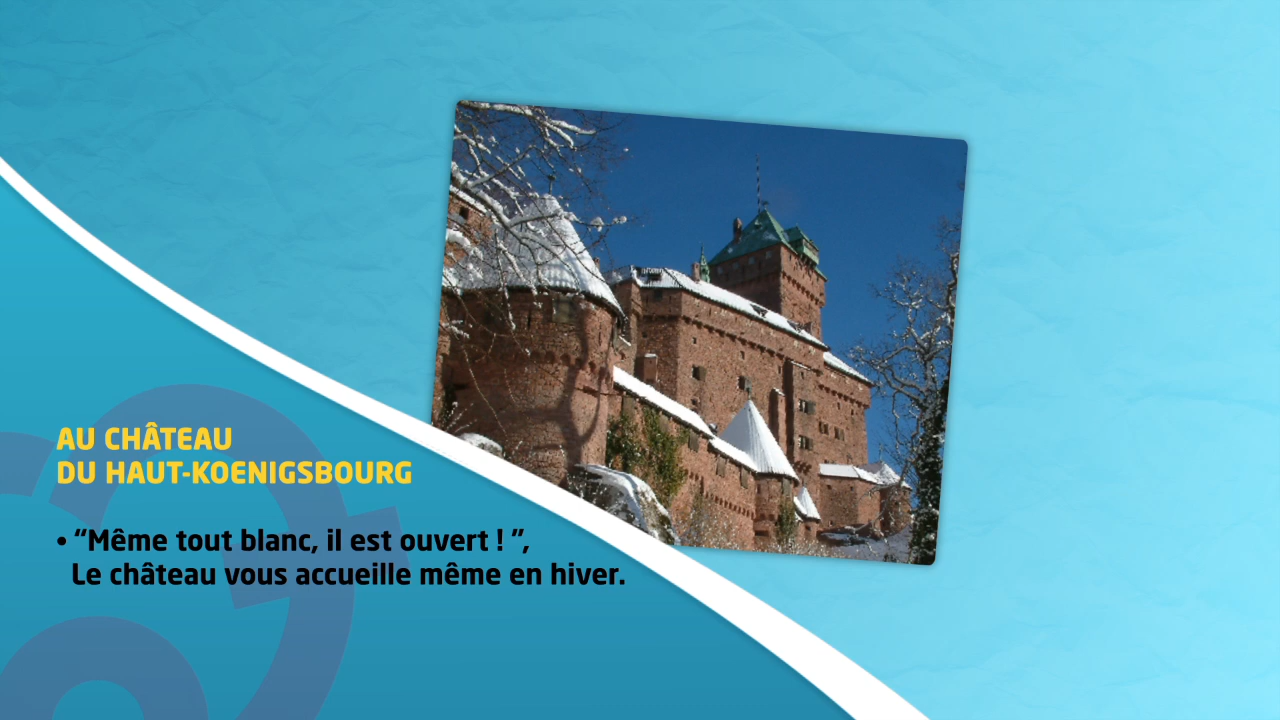 AU CHÂTEAU
DU HAUT-KOENIGSBOURG
• “Même tout blanc, il est ouvert ! ”,
Le château vous accueille même en hiver.